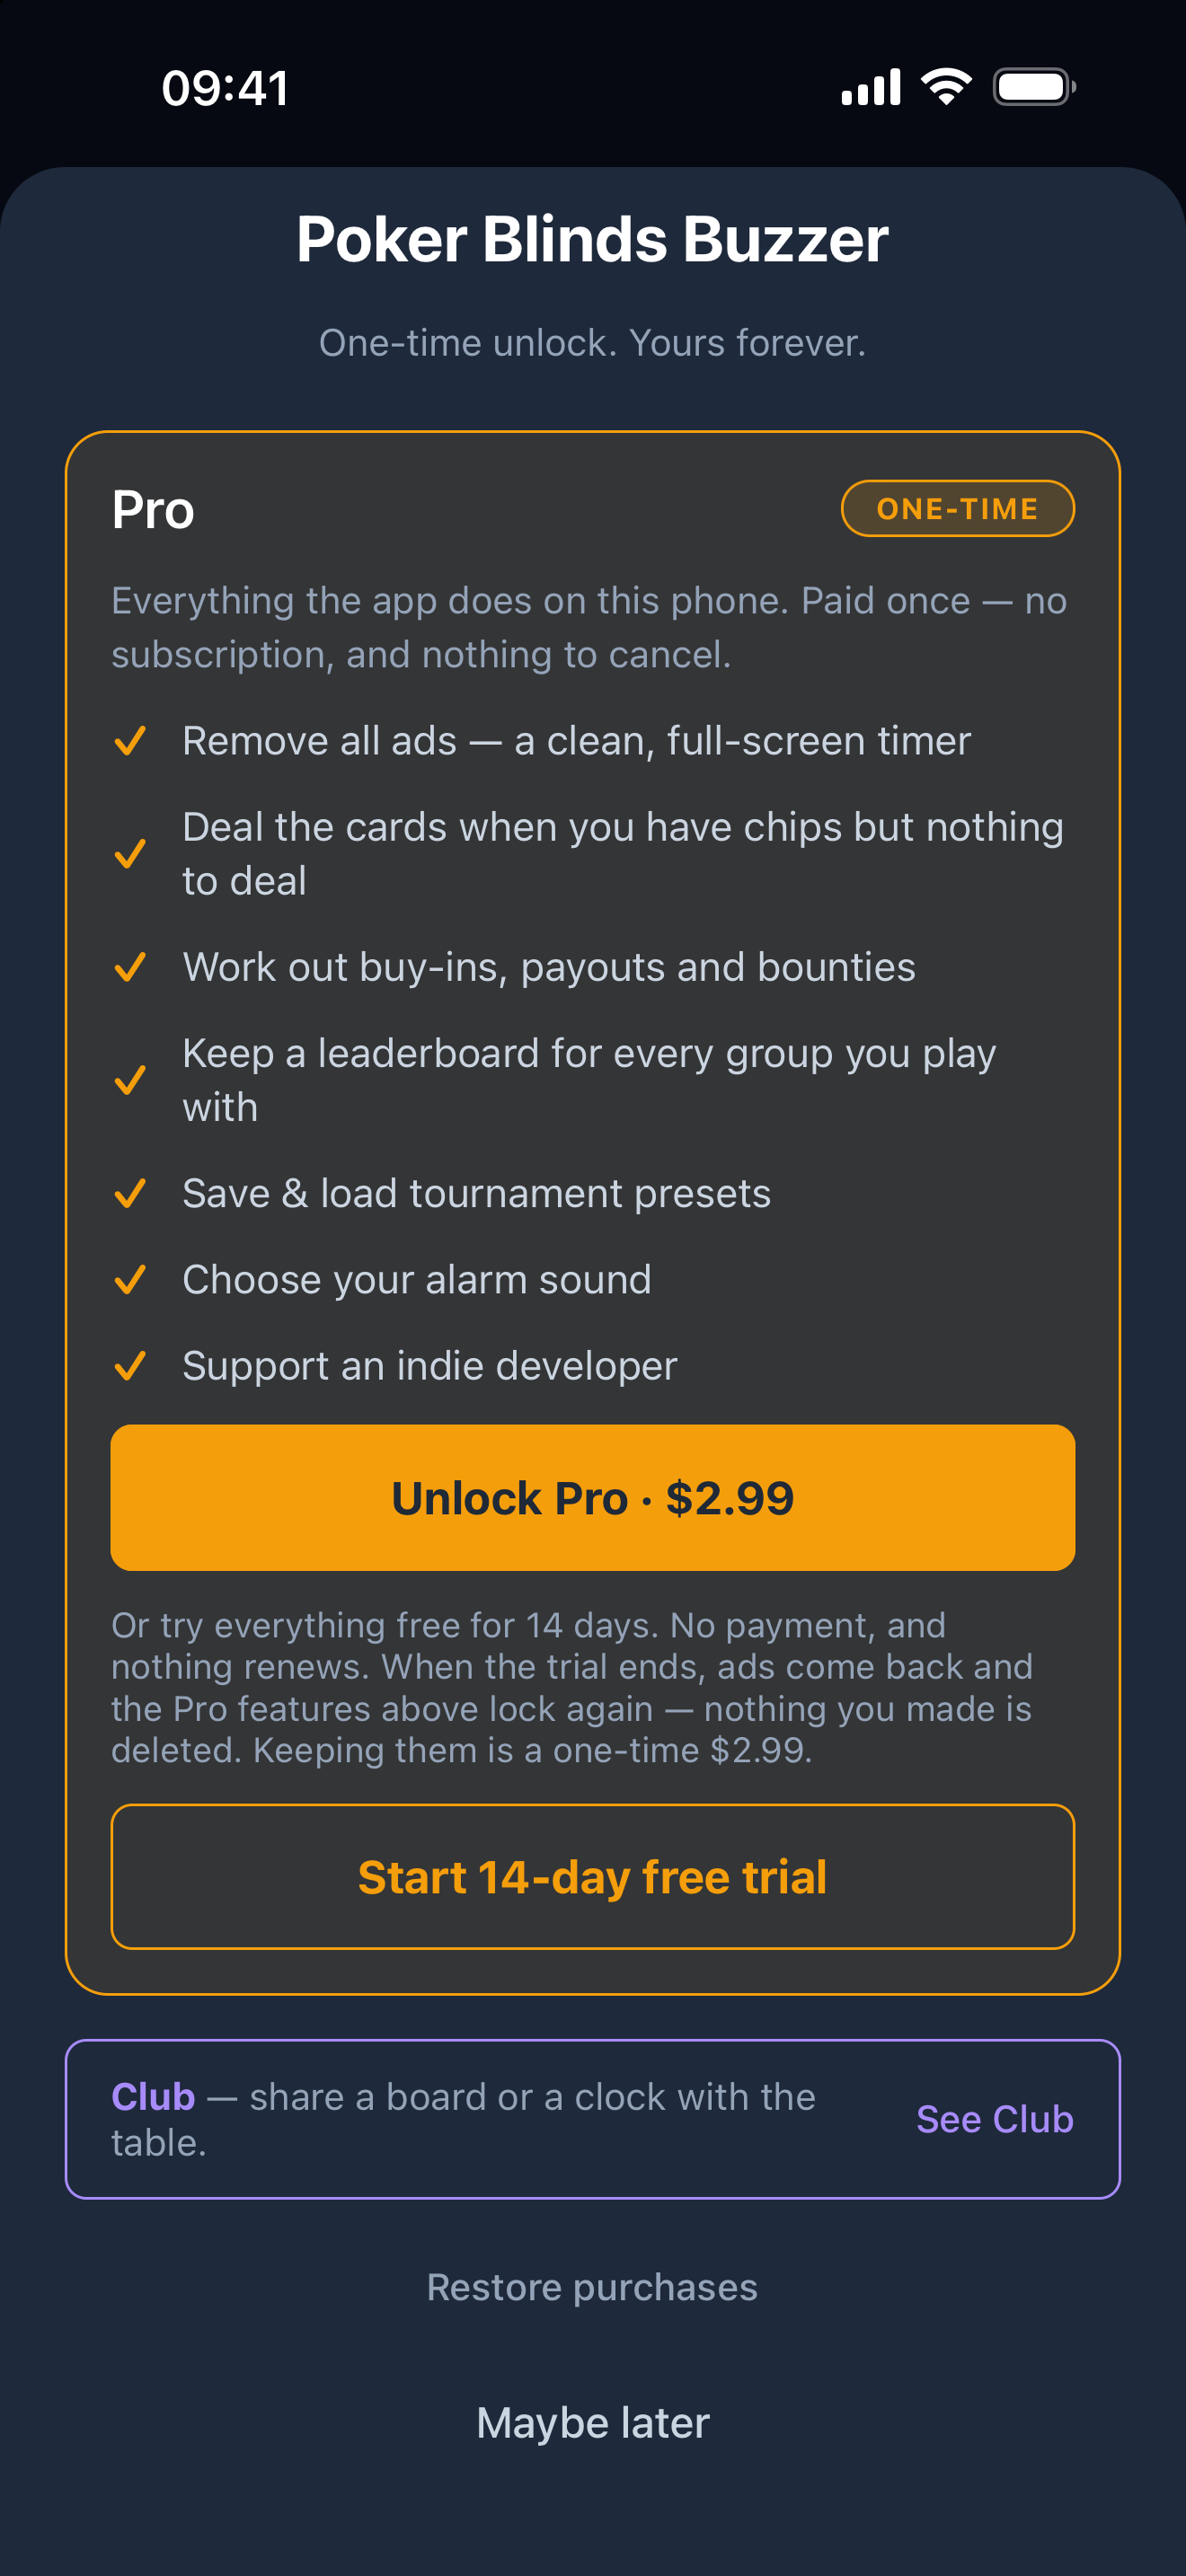 09:41
Poker Blinds Buzzer
One-time unlock. Yours forever.
Pro
ONE-TIME
Everything the app does on this phone. Paid once — no
subscription, and nothing to cancel.
Remove all ads — a clean, full-screen timer
Deal the cards when you have chips but nothing
to deal
Work out buy-ins, payouts and bounties
Keep a leaderboard for every group you play
with
Save & load tournament presets
Choose your alarm sound
Support an indie developer
Unlock Pro · $2.99
Or try everything free for 14 days. No payment, and
nothing renews. When the trial ends, ads come back and
the Pro features above lock again — nothing you made is
deleted. Keeping them is a one-time $2.99.
Start 14-day free trial
Club — share a board or a clock with the
table.
See Club
Restore purchases
Maybe later